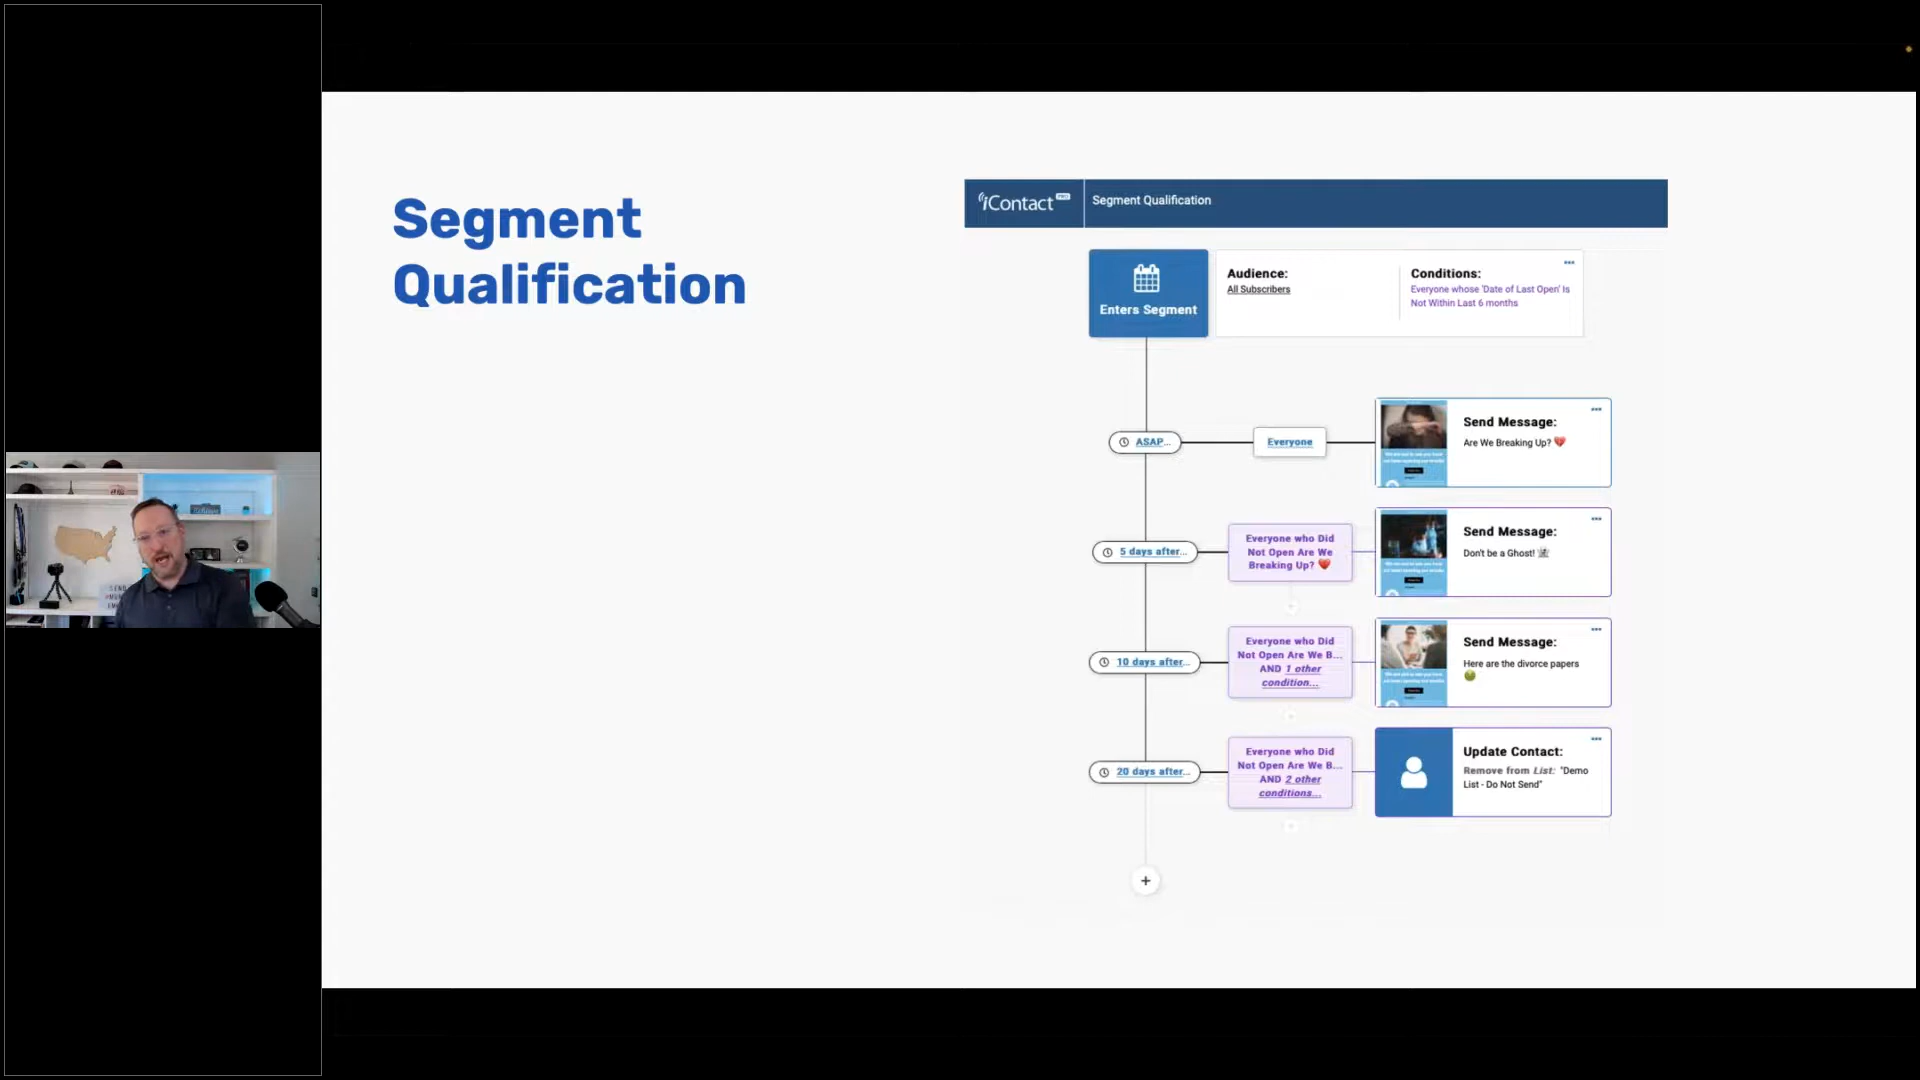 Segment
Qualification
iContact PRO
Segment Qualification
Enters Segment
Audience:
All Subscribers
Conditions:
Everyone whose 'Date of Last Open' Is
Not Within Last 6 months
ASAP...
Everyone
Send Message:
Are We Breaking Up? 💔
5 days after...
Everyone who Did
Not Open Are We
Breaking Up? 💔
Send Message:
Don't be a Ghost! 👻
10 days after...
Everyone who Did
Not Open Are We B...
AND 1 other
condition...
Send Message:
Here are the divorce papers
20 days after...
Everyone who Did
Not Open Are We B...
AND 2 other
conditions...
Update Contact:
Remove from List: "Demo
List - Do Not Send"
+
SEND